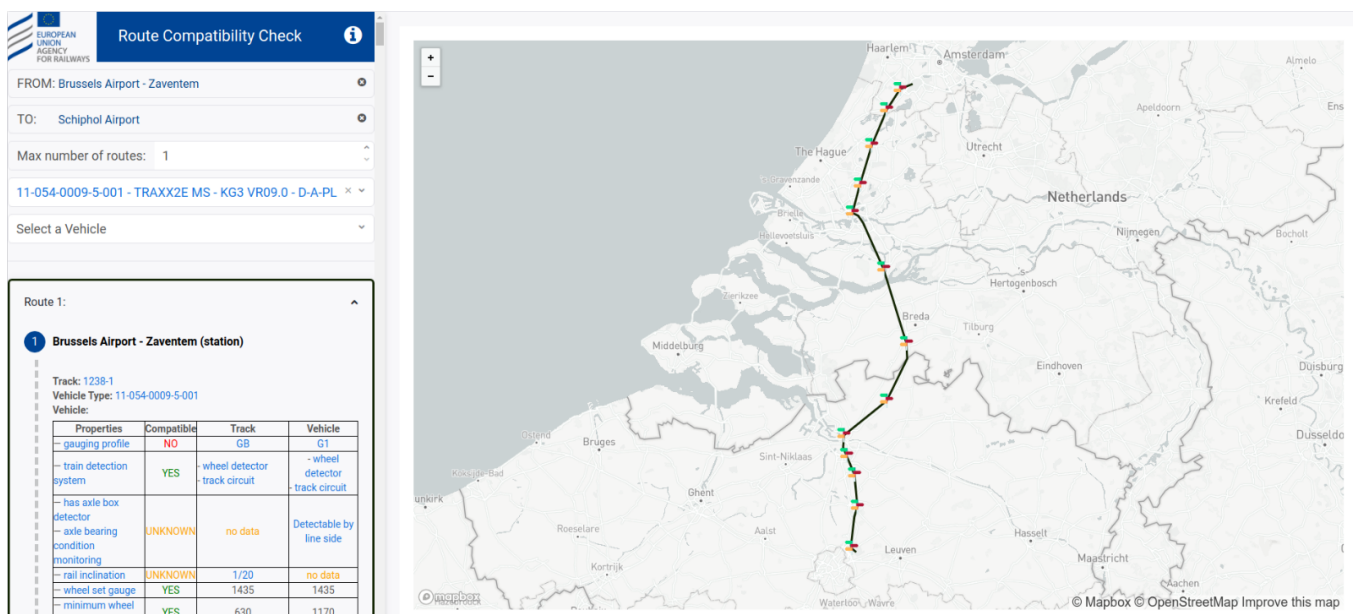 EUROPEAN
UNION
AGENCY
FOR RAILWAYS
Route Compatibility Check
FROM: Brussels Airport - Zaventem
TO: Schiphol Airport
Max number of routes: 1
11-054-0009-5-001 - TRAXX2E MS - KG3 VR09.0 - D-A-PL
Select a Vehicle
Route 1:
1 Brussels Airport - Zaventem (station)
Track: 1238-1
Vehicle Type: 11-054-0009-5-001
Vehicle:
Properties Compatible Track Vehicle
— gauging profile NO GB G1
— train detection system YES - wheel detector - track circuit - wheel detector - track circuit
— has axle box detector — axle bearing condition monitoring UNKNOWN no data Detectable by line side
— rail inclination UNKNOWN 1/20 no data
— wheel set gauge YES 1435 1435
— minimum wheel YES 630 1170
+
−
Haarlem
Amsterdam
Almelo
Apeldoorn
Ens
Utrecht
The Hague
's-Gravenzande
Netherlands
Brielle
Nijmegen
Bocholt
Hellevoetsluis
's
Hertogenbosch
Zierikzee
Breda
Tilburg
Middelburg
Eindhoven
Duisburg
Krefeld
Dusseldo
Ostend
Bruges
Sint-Niklaas
Koksijde-Bad
unkirk
Ghent
Roeselare
Aalst
Hasselt
Leuven
Maastricht
Kortrijk
Aachen
mapbox
Hazebrouck
Waterloo
Wavre
© Mapbox © OpenStreetMap Improve this map